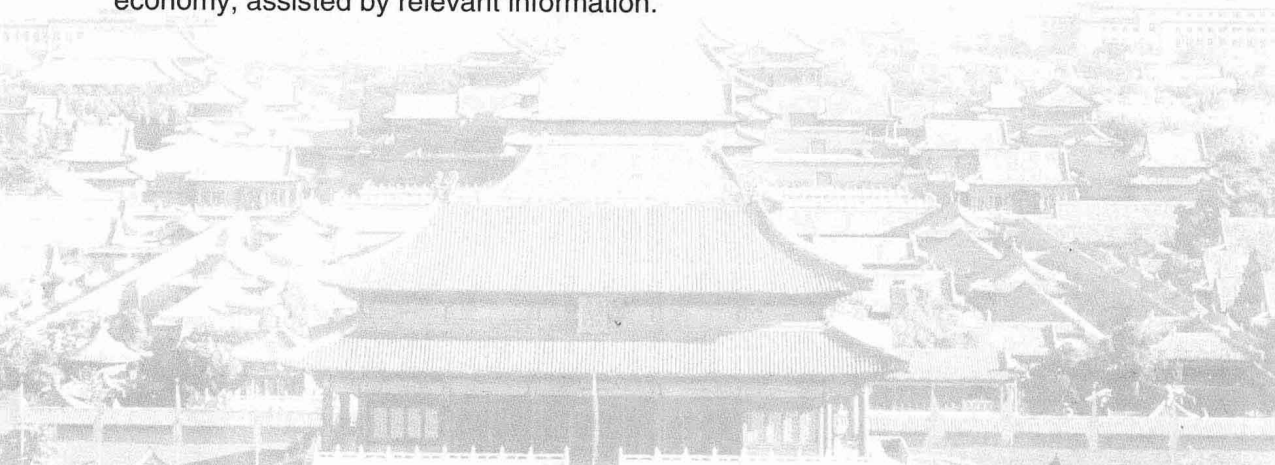 economy, assisted by relevant information.